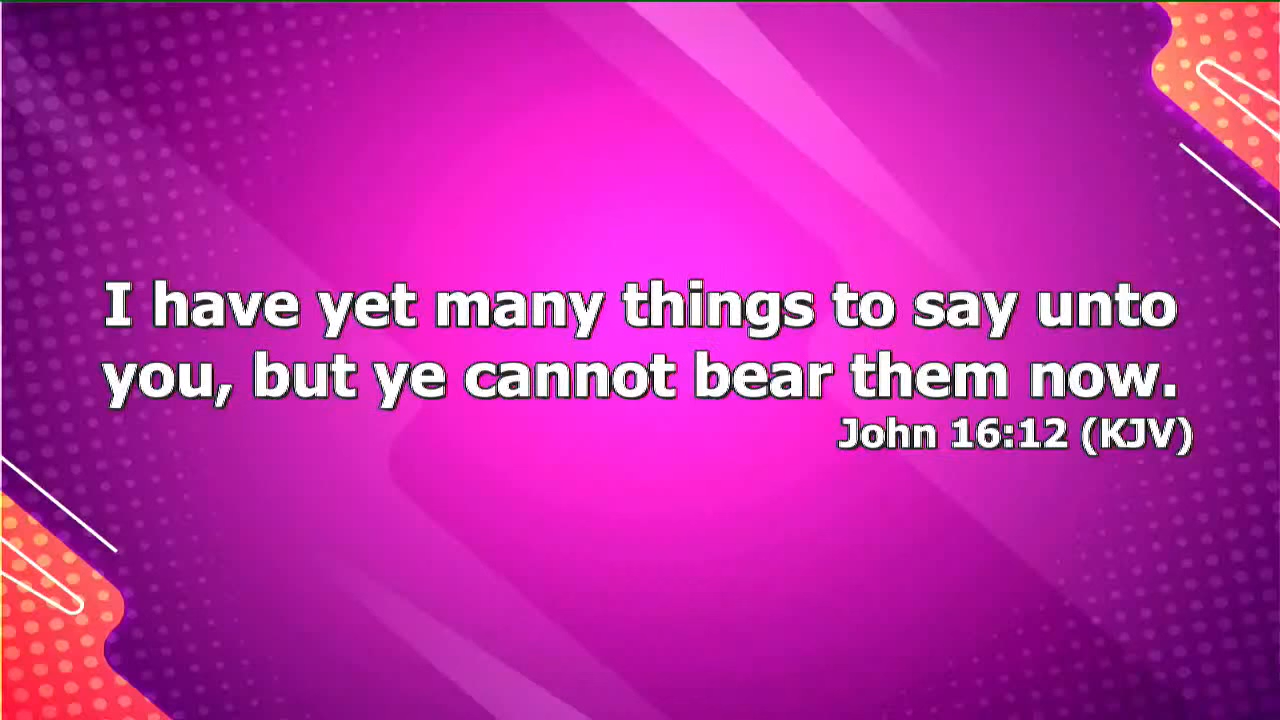 I have yet many things to say unto
you, but ye cannot bear them now.
John 16:12 (KJV)